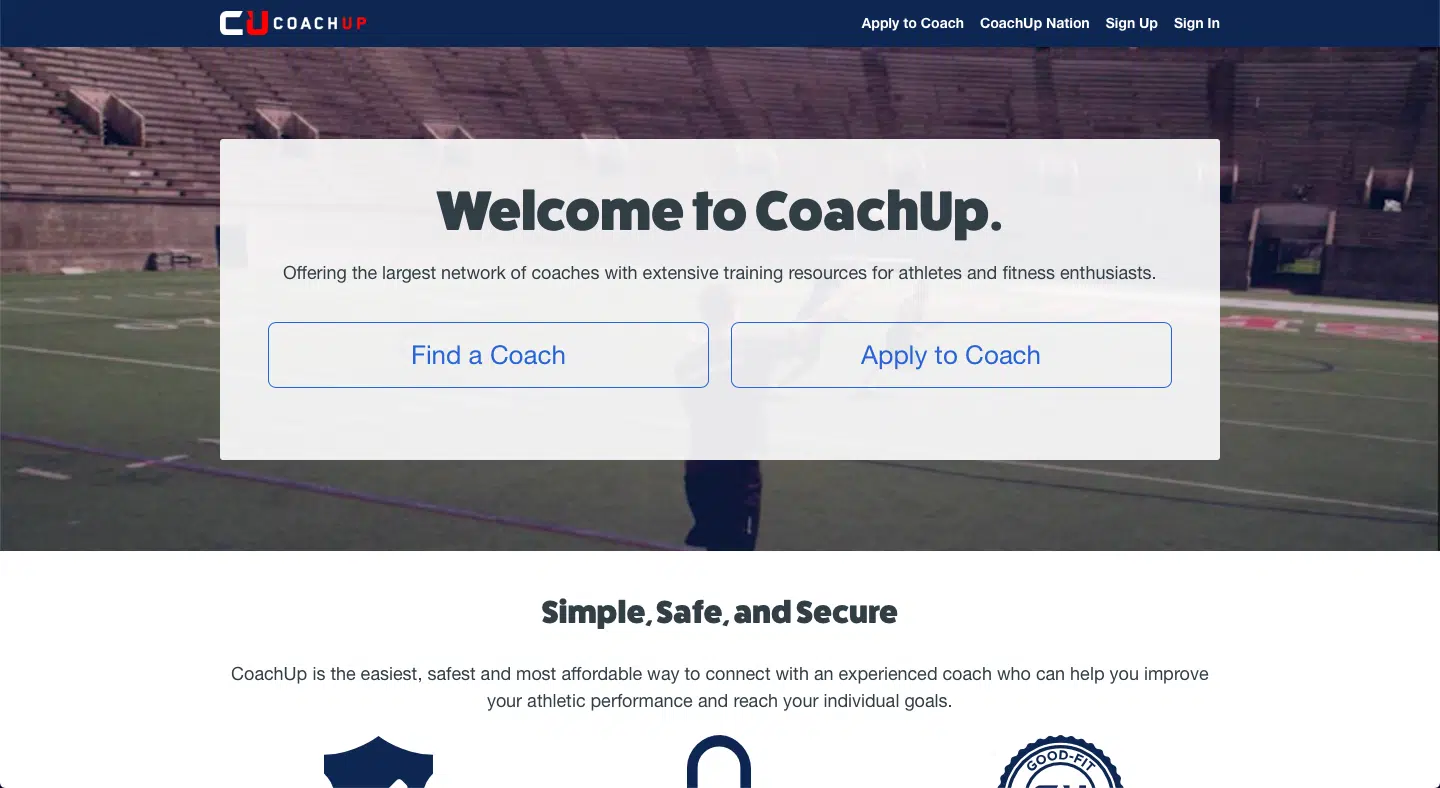 CU COACHUP
Apply to Coach CoachUp Nation Sign Up Sign In
Welcome to CoachUp.
Offering the largest network of coaches with extensive training resources for athletes and fitness enthusiasts.
Find a Coach
Apply to Coach
Simple, Safe, and Secure
CoachUp is the easiest, safest and most affordable way to connect with an experienced coach who can help you improve
your athletic performance and reach your individual goals.
GOOD-FIT